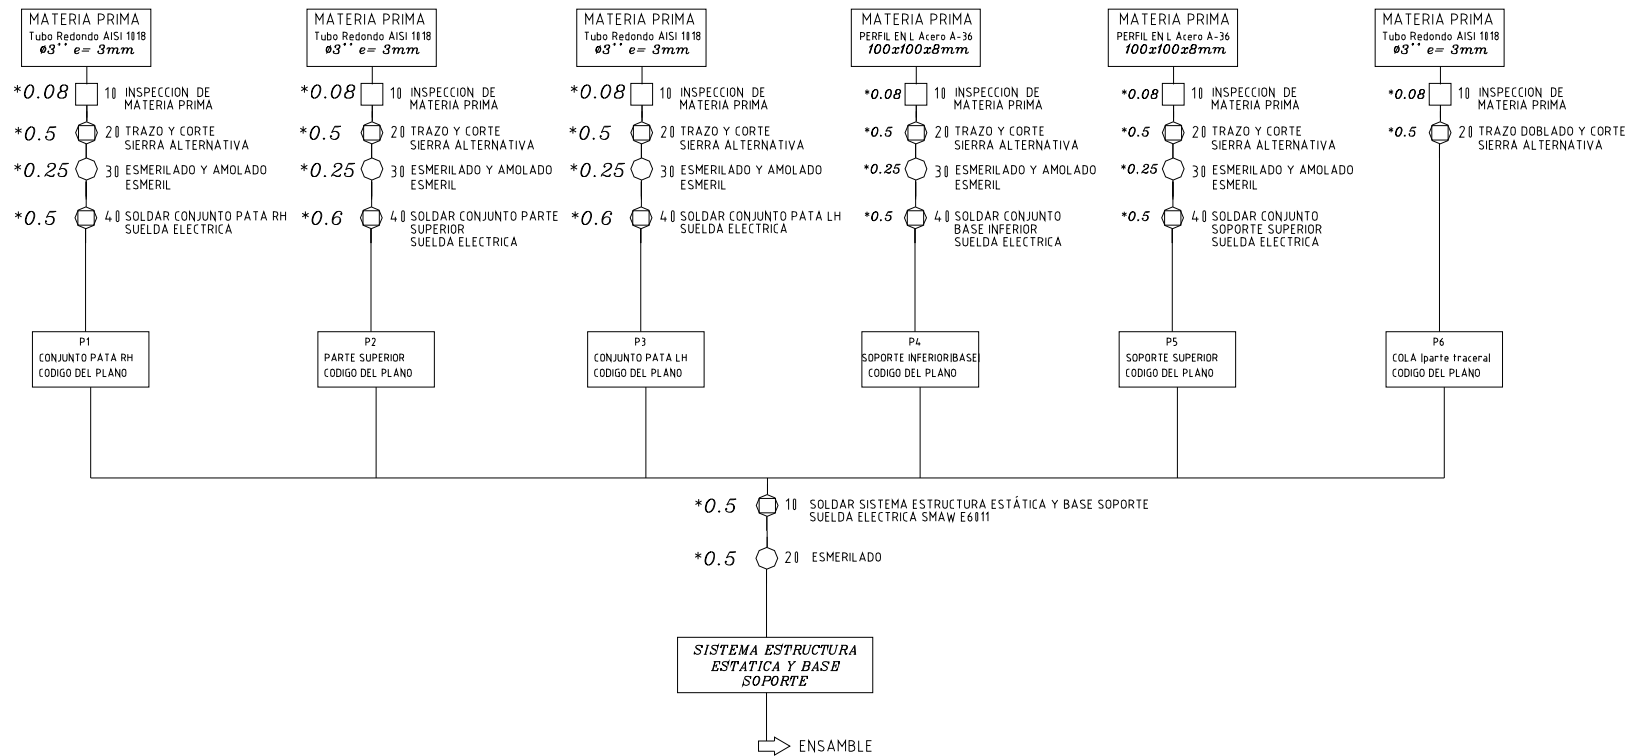 MATERIA PRIMA
Tubo Redondo AISI 1018
ø3'' e= 3mm
*0.08 10 INSPECCION DE
MATERIA PRIMA
*0.5 20 TRAZO Y CORTE
SIERRA ALTERNATIVA
*0.25 30 ESMERILADO Y AMOLADO
ESMERIL
*0.5 40 SOLDAR CONJUNTO PATA RH
SUELDA ELECTRICA
P1
CONJUNTO PATA RH
CODIGO DEL PLANO
MATERIA PRIMA
Tubo Redondo AISI 1018
ø3'' e= 3mm
*0.08 10 INSPECCION DE
MATERIA PRIMA
*0.5 20 TRAZO Y CORTE
SIERRA ALTERNATIVA
*0.25 30 ESMERILADO Y AMOLADO
ESMERIL
*0.6 40 SOLDAR CONJUNTO PARTE
SUPERIOR
SUELDA ELECTRICA
P2
PARTE SUPERIOR
CODIGO DEL PLANO
MATERIA PRIMA
Tubo Redondo AISI 1018
ø3'' e= 3mm
*0.08 10 INSPECCION DE
MATERIA PRIMA
*0.5 20 TRAZO Y CORTE
SIERRA ALTERNATIVA
*0.25 30 ESMERILADO Y AMOLADO
ESMERIL
*0.6 40 SOLDAR CONJUNTO PATA LH
SUELDA ELECTRICA
P3
CONJUNTO PATA LH
CODIGO DEL PLANO
MATERIA PRIMA
PERFIL EN L Acero A-36
100x100x8mm
*0.08 10 INSPECCION DE
MATERIA PRIMA
*0.5 20 TRAZO Y CORTE
SIERRA ALTERNATIVA
*0.25 30 ESMERILADO Y AMOLADO
ESMERIL
*0.5 40 SOLDAR CONJUNTO
BASE INFERIOR
SUELDA ELECTRICA
P4
SOPORTE INFERIOR(BASE)
CODIGO DEL PLANO
MATERIA PRIMA
PERFIL EN L Acero A-36
100x100x8mm
*0.08 10 INSPECCION DE
MATERIA PRIMA
*0.5 20 TRAZO Y CORTE
SIERRA ALTERNATIVA
*0.25 30 ESMERILADO Y AMOLADO
ESMERIL
*0.5 40 SOLDAR CONJUNTO
SOPORTE SUPERIOR
SUELDA ELECTRICA
P5
SOPORTE SUPERIOR
CODIGO DEL PLANO
MATERIA PRIMA
Tubo Redondo AISI 1018
ø3'' e= 3mm
*0.08 10 INSPECCION DE
MATERIA PRIMA
*0.5 20 TRAZO DOBLADO Y CORTE
SIERRA ALTERNATIVA
P6
COLA (parte tracera)
CODIGO DEL PLANO
*0.5 10 SOLDAR SISTEMA ESTRUCTURA ESTÁTICA Y BASE SOPORTE
SUELDA ELECTRICA SMAW E6011
*0.5 20 ESMERILADO
SISTEMA ESTRUCTURA
ESTATICA Y BASE
SOPORTE
ENSAMBLE